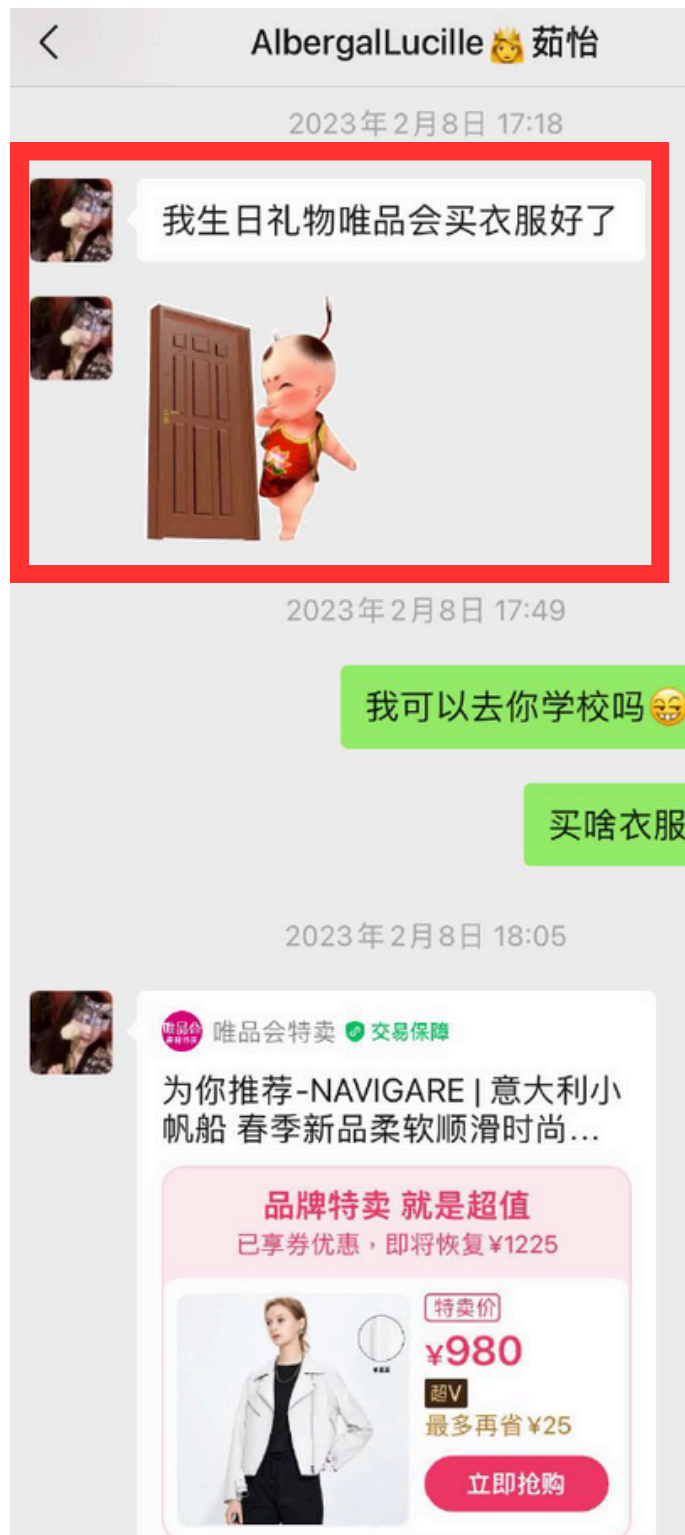 AlbergalLucille👸茹怡
2023年2月8日 17:18
我生日礼物唯品会买衣服好了
2023年2月8日 17:49
我可以去你学校吗😁
买啥衣服
2023年2月8日 18:05
唯品会
唯品会特卖 交易保障
为你推荐-NAVIGARE | 意大利小
帆船 春季新品柔软顺滑时尚...
品牌特卖 就是超值
已享券优惠，即将恢复¥1225
特卖价
¥980
超V
最多再省¥25
立即抢购